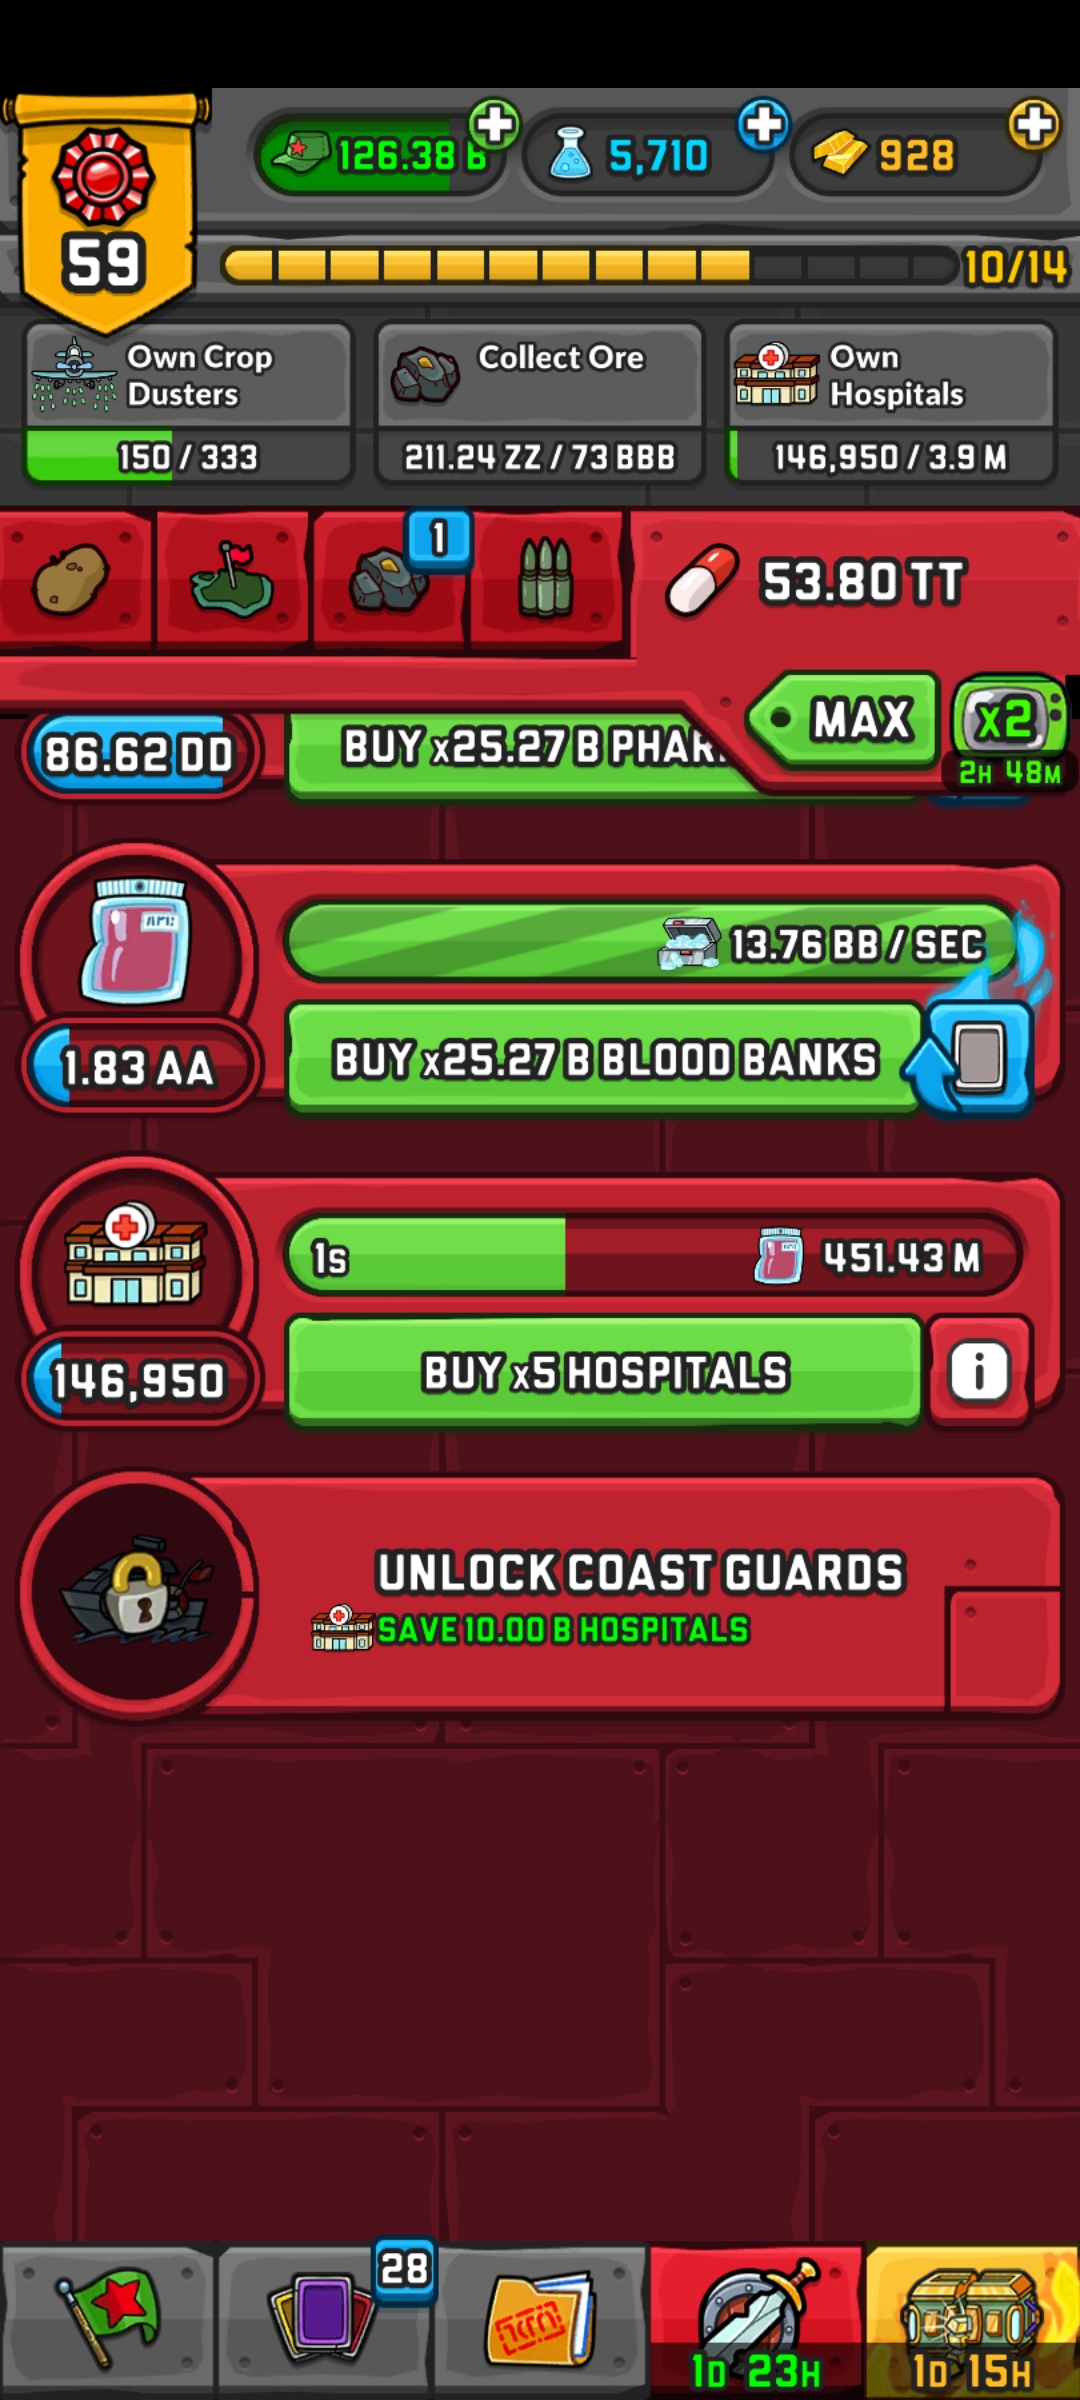 126.38 B
5,710
928
59
10/14
Own Crop
Dusters
150 / 333
Collect Ore
211.24 ZZ / 73 BBB
Own
Hospitals
146,950 / 3.9 M
1
53.80 TT
MAX
x2
2H 48M
86.62 DD
BUY x25.27 B PHAR
13.76 BB / SEC
1.83 AA
BUY x25.27 B BLOOD BANKS
1s
451.43 M
146,950
BUY x5 HOSPITALS
i
UNLOCK COAST GUARDS
SAVE 10.00 B HOSPITALS
28
1D 23H
1D 15H